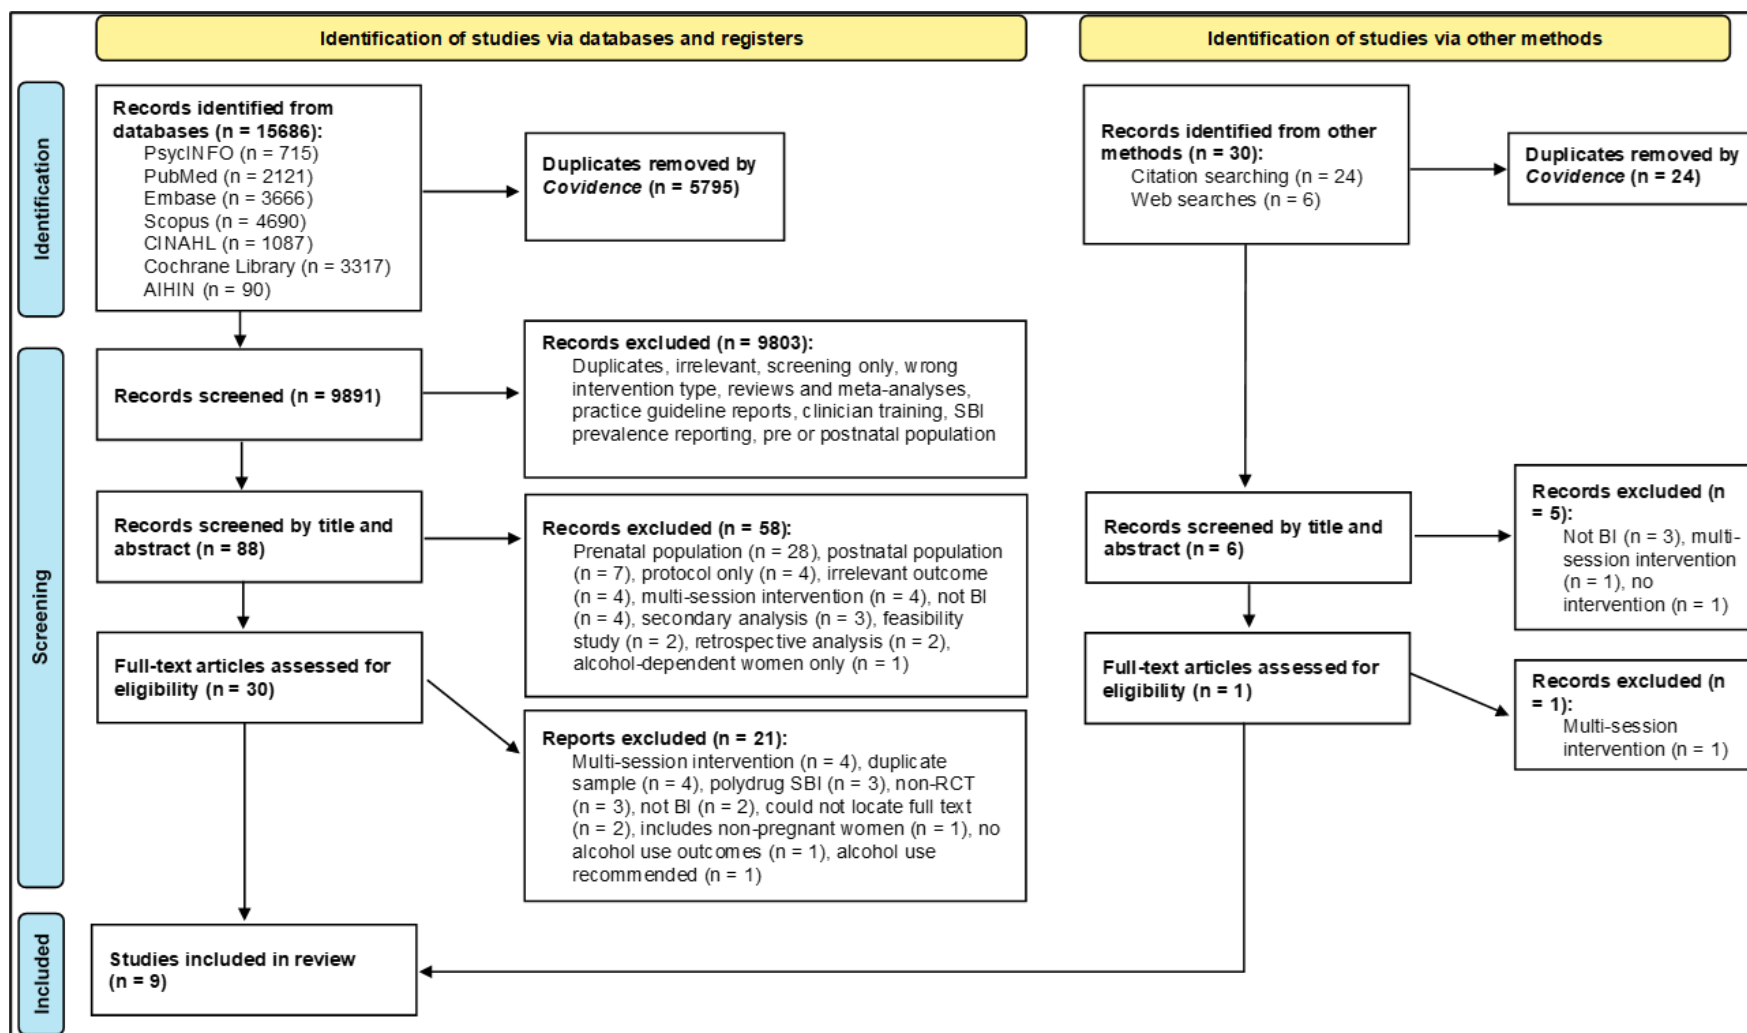 Identification of studies via databases and registers
Identification of studies via other methods
Identification
Records identified from
databases (n = 15686):
PsycINFO (n = 715)
PubMed (n = 2121)
Embase (n = 3666)
Scopus (n = 4690)
CINAHL (n = 1087)
Cochrane Library (n = 3317)
AIHIN (n = 90)
Duplicates removed by
Covidence (n = 5795)
Records identified from other
methods (n = 30):
Citation searching (n = 24)
Web searches (n = 6)
Duplicates removed by
Covidence (n = 24)
Screening
Records screened (n = 9891)
Records excluded (n = 9803):
Duplicates, irrelevant, screening only, wrong
intervention type, reviews and meta-analyses,
practice guideline reports, clinician training, SBI
prevalence reporting, pre or postnatal population
Records screened by title and
abstract (n = 88)
Records excluded (n = 58):
Prenatal population (n = 28), postnatal population
(n = 7), protocol only (n = 4), irrelevant outcome
(n = 4), multi-session intervention (n = 4), not BI
(n = 4), secondary analysis (n = 3), feasibility
study (n = 2), retrospective analysis (n = 2),
alcohol-dependent women only (n = 1)
Records screened by title and
abstract (n = 6)
Records excluded (n
= 5):
Not BI (n = 3), multi-
session intervention
(n = 1), no
intervention (n = 1)
Full-text articles assessed for
eligibility (n = 30)
Reports excluded (n = 21):
Multi-session intervention (n = 4), duplicate
sample (n = 4), polydrug SBI (n = 3), non-RCT
(n = 3), not BI (n = 2), could not locate full text
(n = 2), includes non-pregnant women (n = 1), no
alcohol use outcomes (n = 1), alcohol use
recommended (n = 1)
Full-text articles assessed for
eligibility (n = 1)
Records excluded (n
= 1):
Multi-session
intervention (n = 1)
Included
Studies included in review
(n = 9)